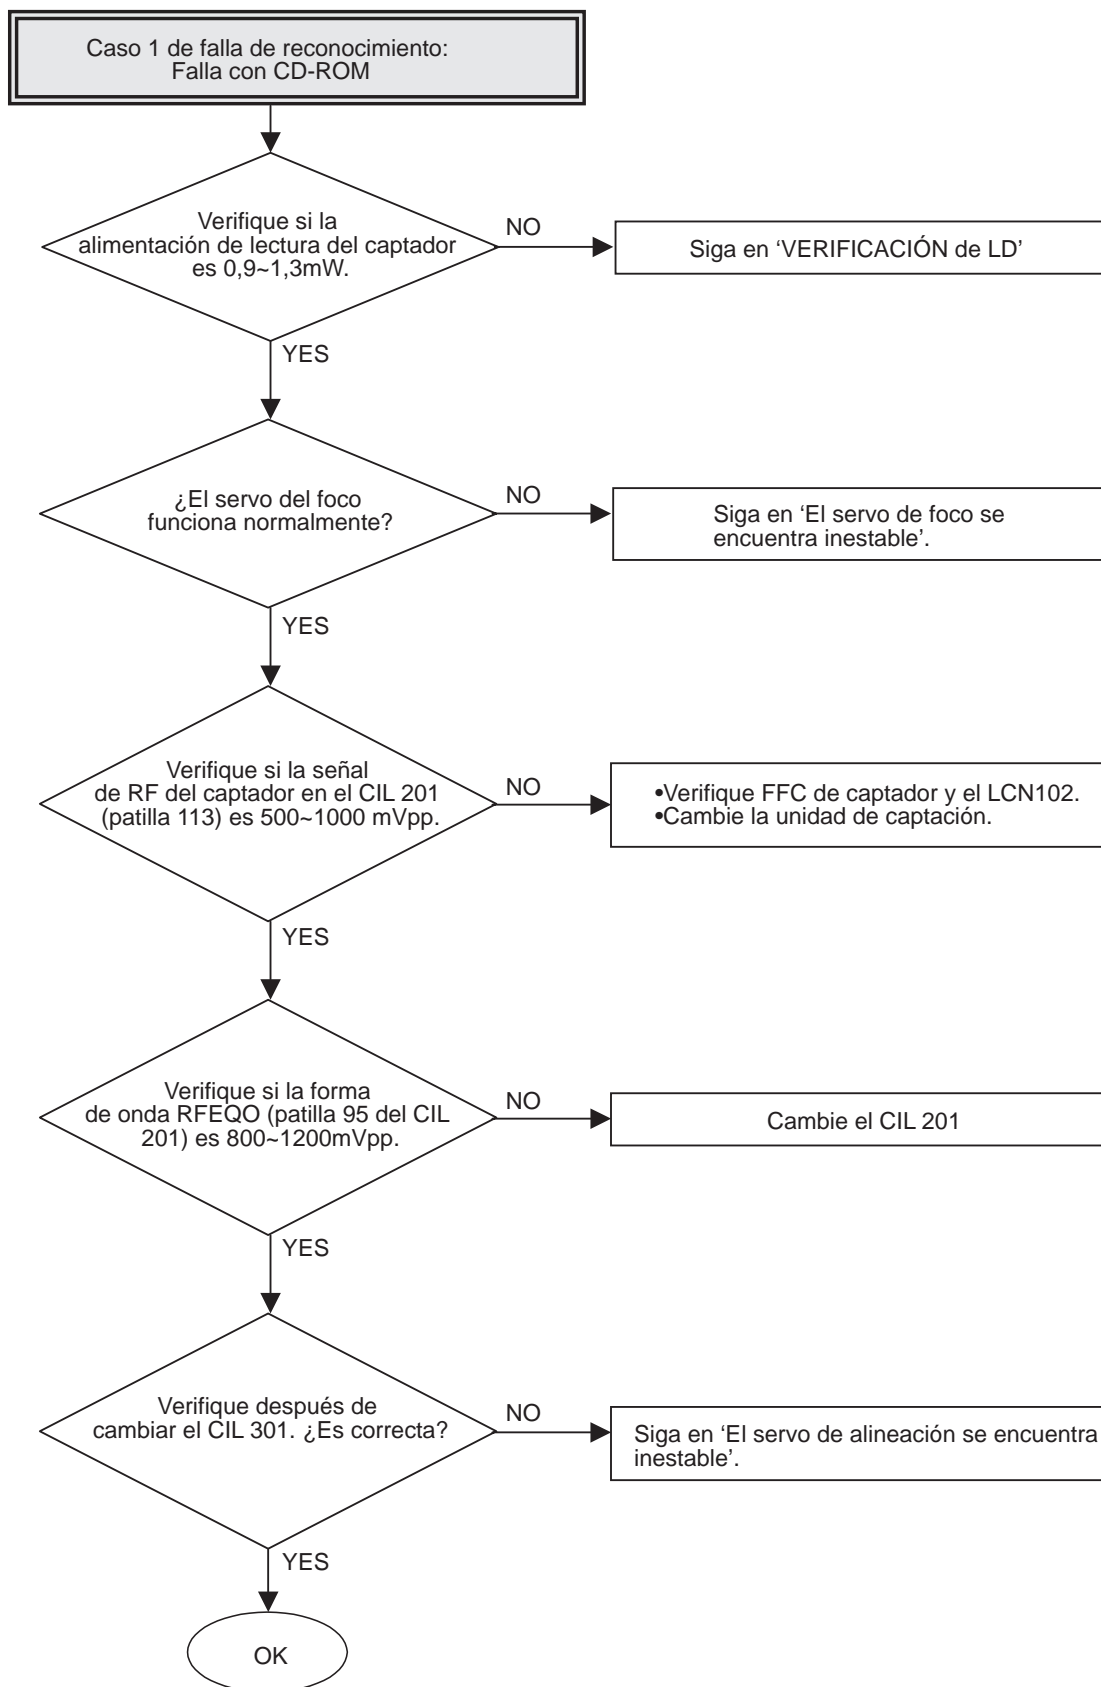 Caso 1 de falla de reconocimiento:
Falla con CD-ROM
Verifique si la
alimentación de lectura del captador
es 0,9~1,3mW.
NO
Siga en ‘VERIFICACIÓN de LD’
YES
¿El servo del foco
funciona normalmente?
NO
Siga en ‘El servo de foco se
encuentra inestable’.
YES
Verifique si la señal
de RF del captador en el CIL 201
(patilla 113) es 500~1000 mVpp.
NO
•Verifique FFC de captador y el LCN102.
•Cambie la unidad de captación.
YES
Verifique si la forma
de onda RFEQO (patilla 95 del CIL
201) es 800~1200mVpp.
NO
Cambie el CIL 201
YES
Verifique después de
cambiar el CIL 301. ¿Es correcta?
NO
Siga en ‘El servo de alineación se encuentra
inestable’.
YES
OK